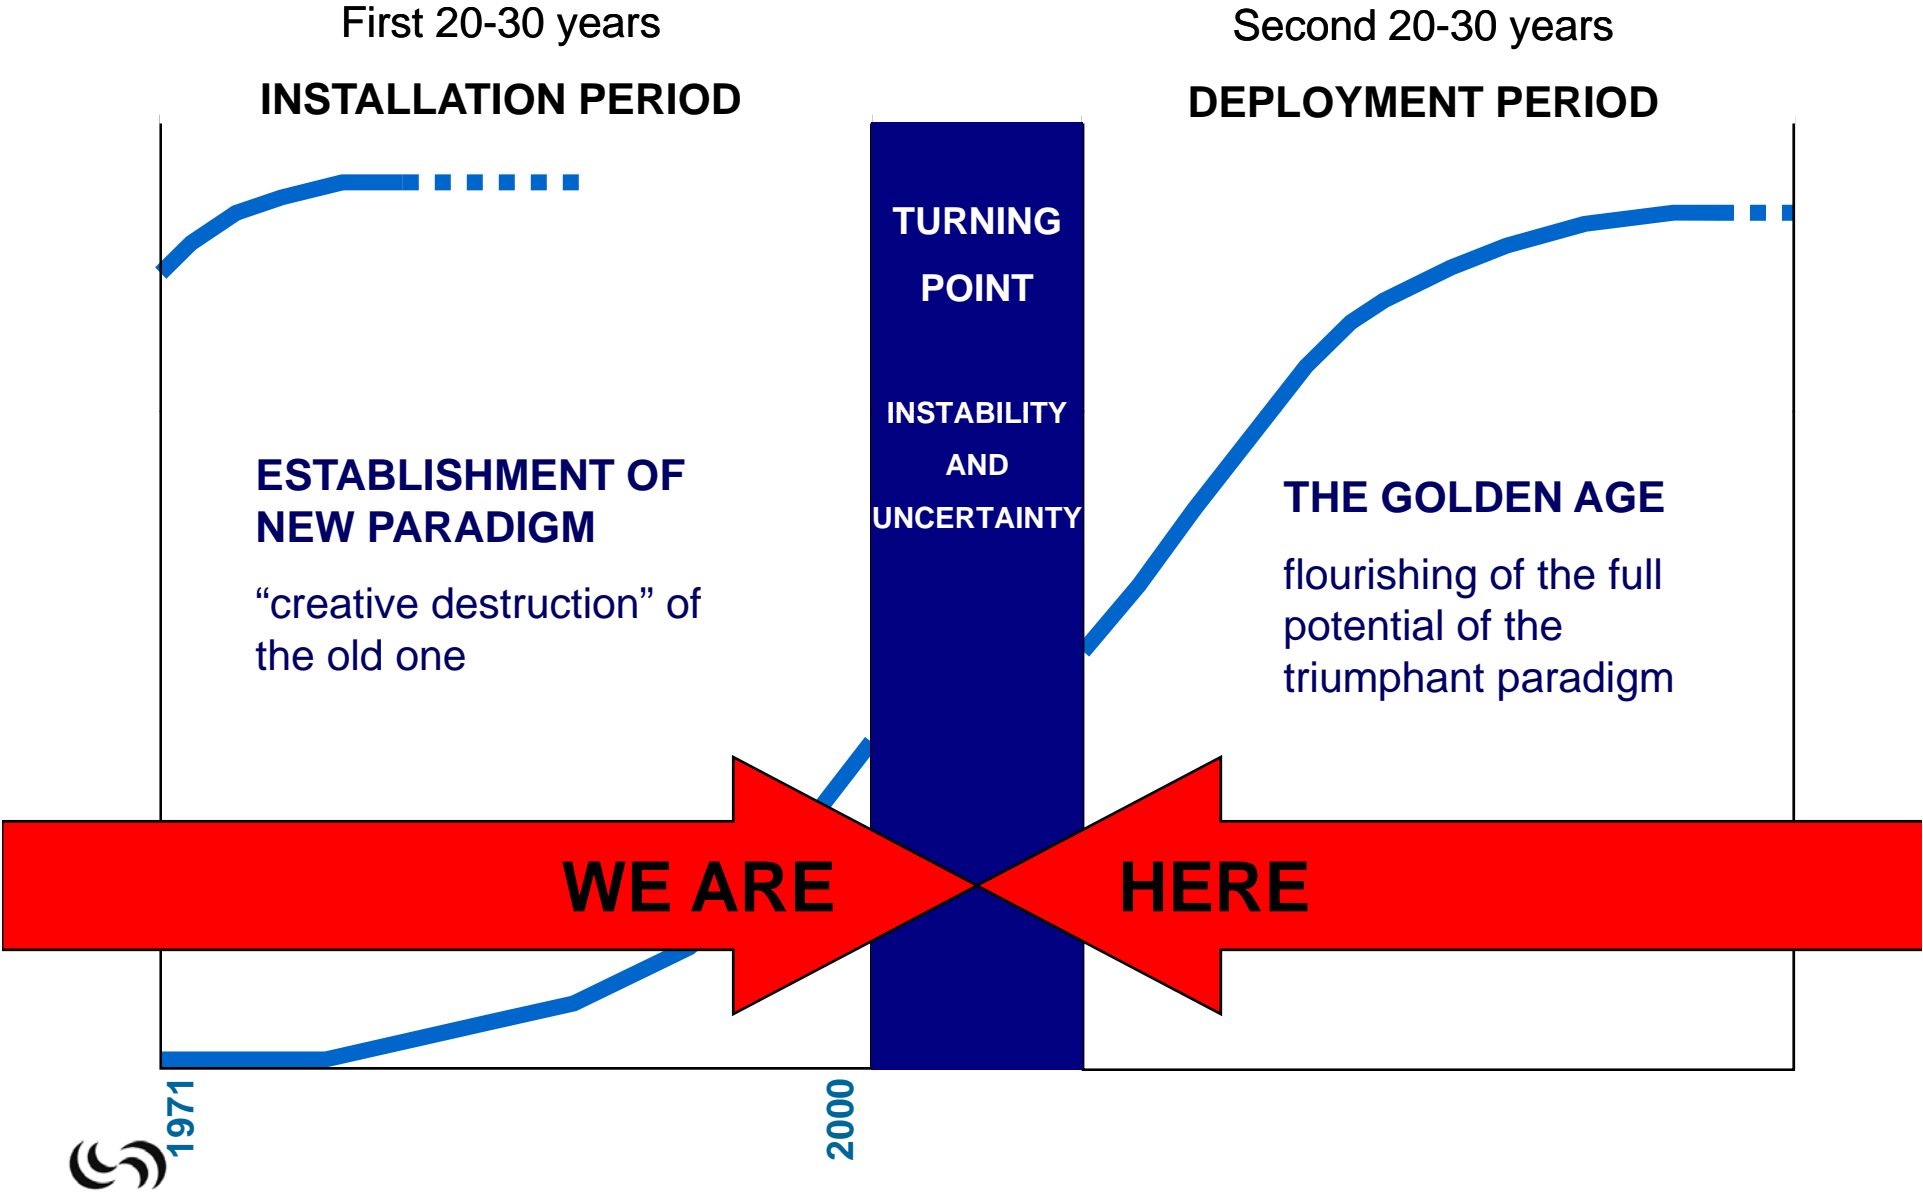 First 20-30 years
INSTALLATION PERIOD
Second 20-30 years
DEPLOYMENT PERIOD
TURNING
POINT
INSTABILITY
AND
UNCERTAINTY
ESTABLISHMENT OF
NEW PARADIGM
“creative destruction” of
the old one
THE GOLDEN AGE
flourishing of the full
potential of the
triumphant paradigm
WE ARE
HERE
1971
2000